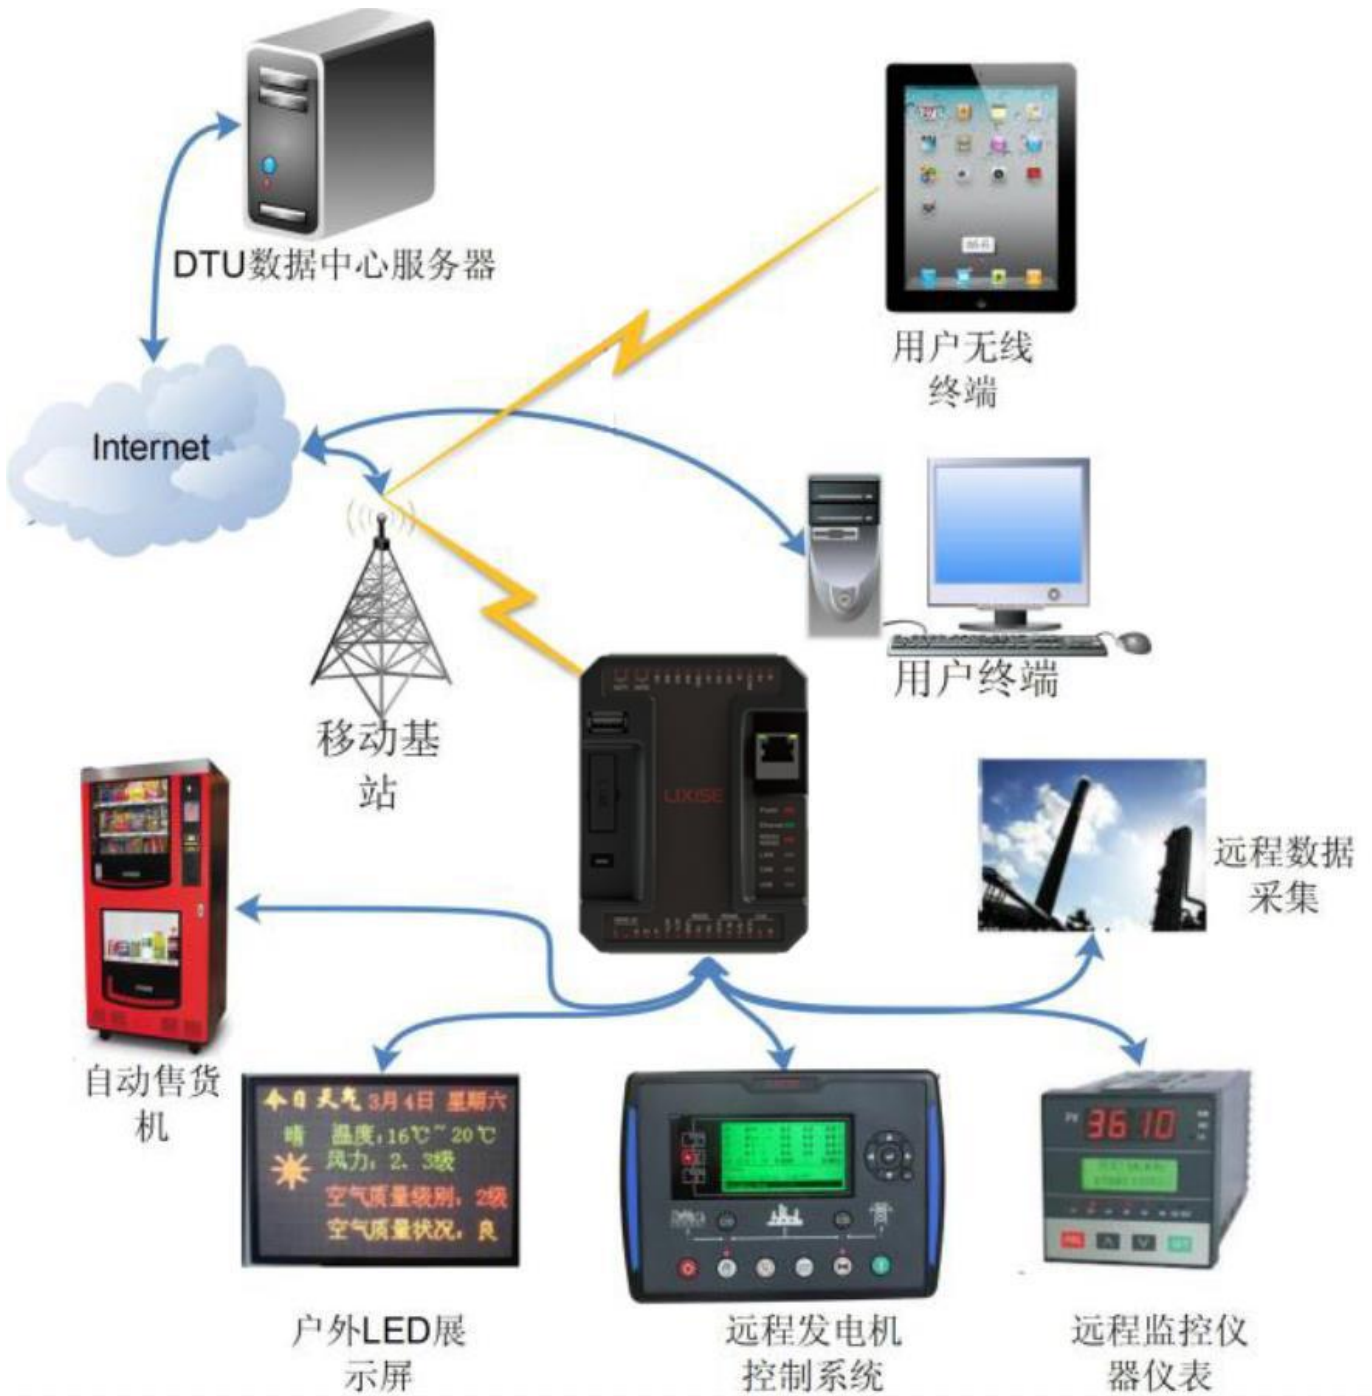 DTU数据中心服务器
用户无线
终端
Internet
用户终端
移动基
站
LIXISE
远程数据
采集
自动售货
机
今日天气 3月4日 星期六
晴 温度:16℃~20℃
风力:2、3级
空气质量级别:2级
空气质量状况:良
PV 3610
户外LED展
示屏
远程发电机
控制系统
远程监控仪
器仪表